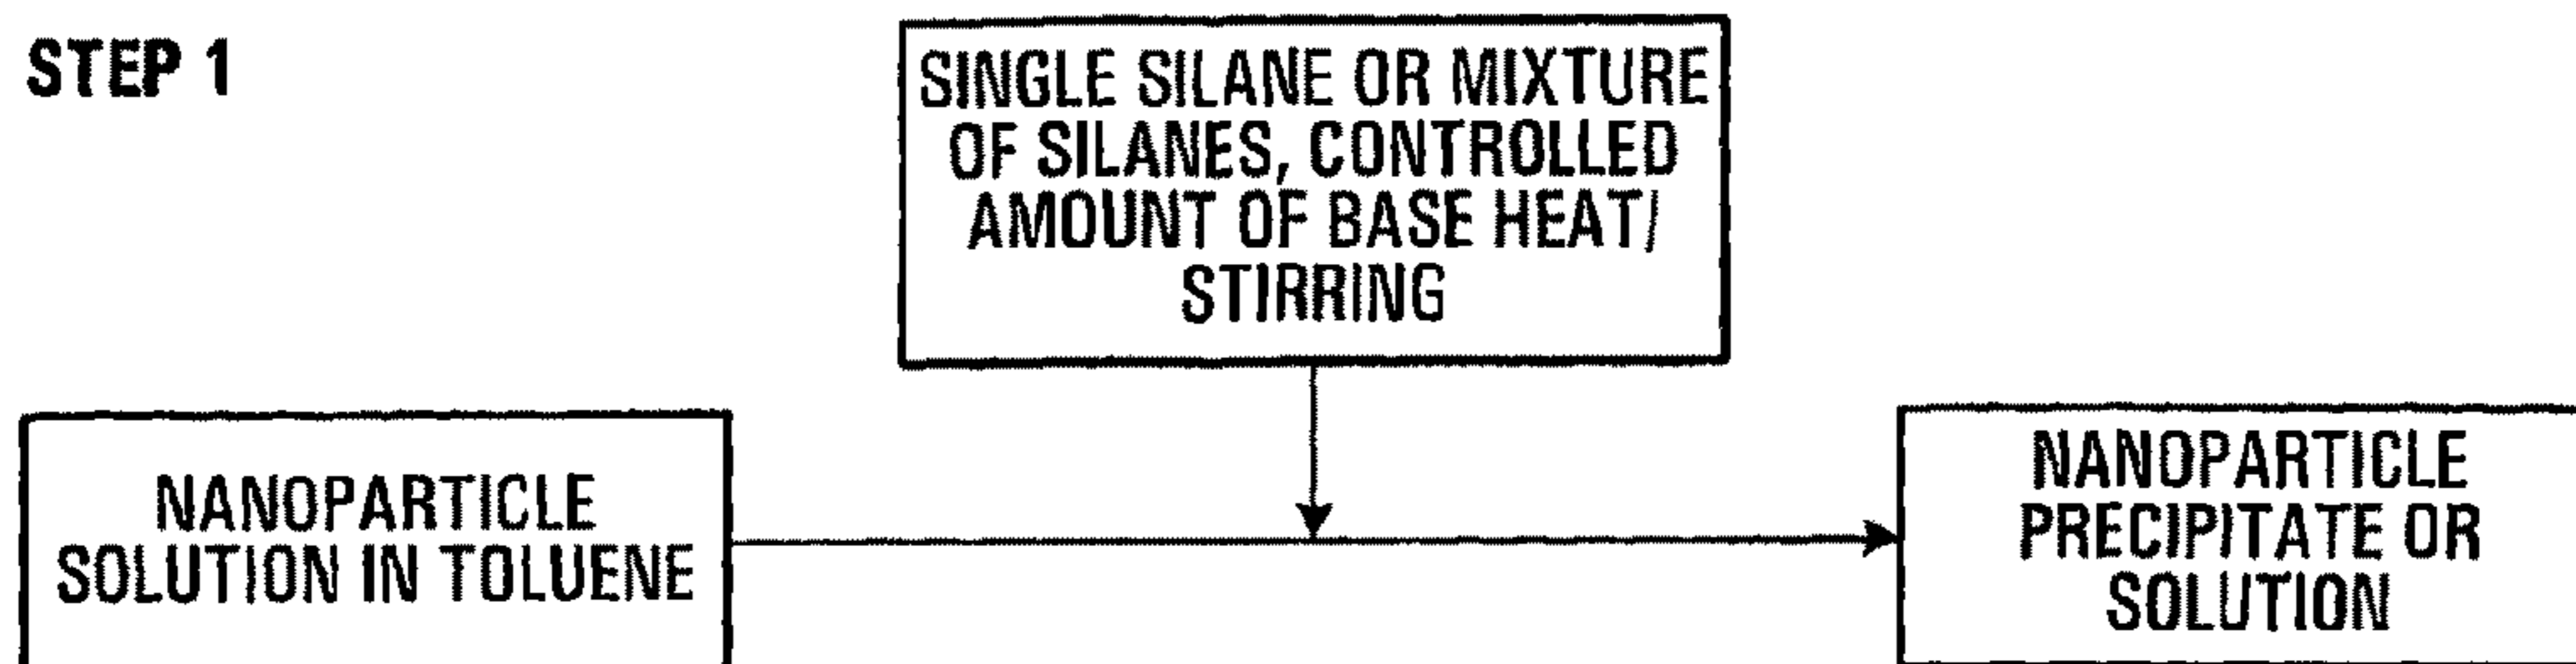 STEP 1
SINGLE SILANE OR MIXTURE
OF SILANES, CONTROLLED
AMOUNT OF BASE HEAT/
STIRRING
NANOPARTICLE
SOLUTION IN TOLUENE
NANOPARTICLE
PRECIPITATE OR
SOLUTION